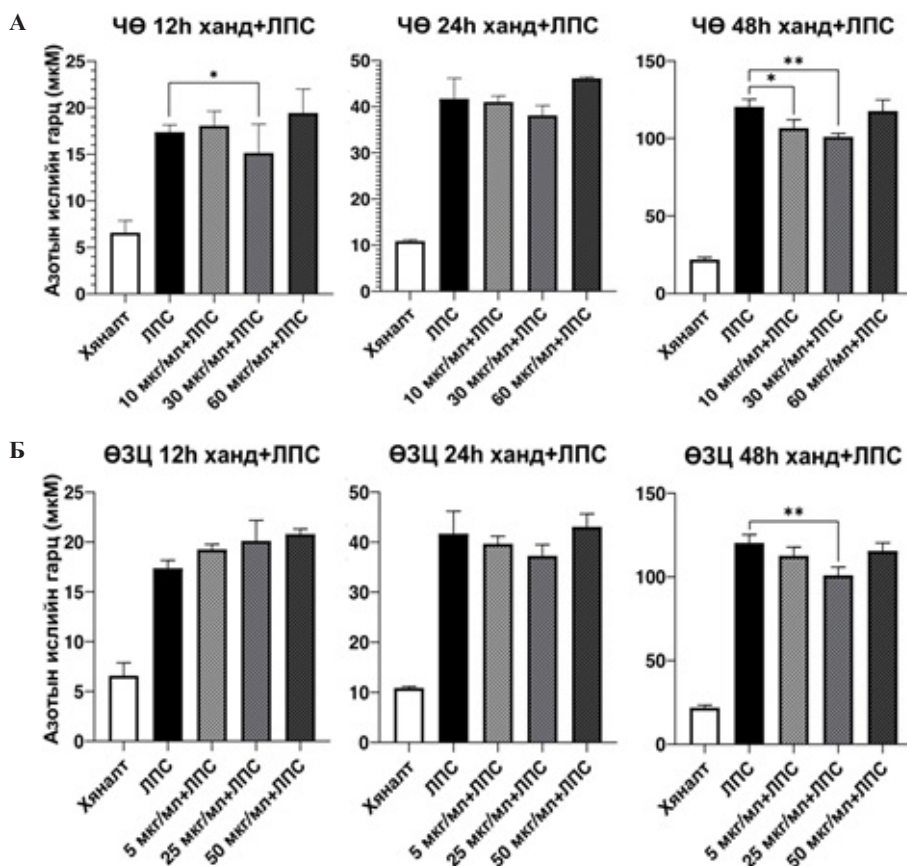 А
ЧӨ 12h ханд+ЛПС
Азотын ислийн гарц (мкМ)
25
20
15
10
5
0
*
Хяналт
ЛПС
10 мкг/мл+ЛПС
30 мкг/мл+ЛПС
60 мкг/мл+ЛПС
ЧӨ 24h ханд+ЛПС
50
40
30
20
10
0
Хяналт
ЛПС
10 мкг/мл+ЛПС
30 мкг/мл+ЛПС
60 мкг/мл+ЛПС
ЧӨ 48h ханд+ЛПС
150
100
50
0
**
*
Хяналт
ЛПС
10 мкг/мл+ЛПС
30 мкг/мл+ЛПС
60 мкг/мл+ЛПС
Б
ӨЗЦ 12h ханд+ЛПС
Азотын ислийн гарц (мкМ)
25
20
15
10
5
0
Хяналт
ЛПС
5 мкг/мл+ЛПС
25 мкг/мл+ЛПС
50 мкг/мл+ЛПС
ӨЗЦ 24h ханд+ЛПС
50
40
30
20
10
0
Хяналт
ЛПС
5 мкг/мл+ЛПС
25 мкг/мл+ЛПС
50 мкг/мл+ЛПС
ӨЗЦ 48h ханд+ЛПС
150
100
50
0
**
Хяналт
ЛПС
5 мкг/мл+ЛПС
25 мкг/мл+ЛПС
50 мкг/мл+ЛПС